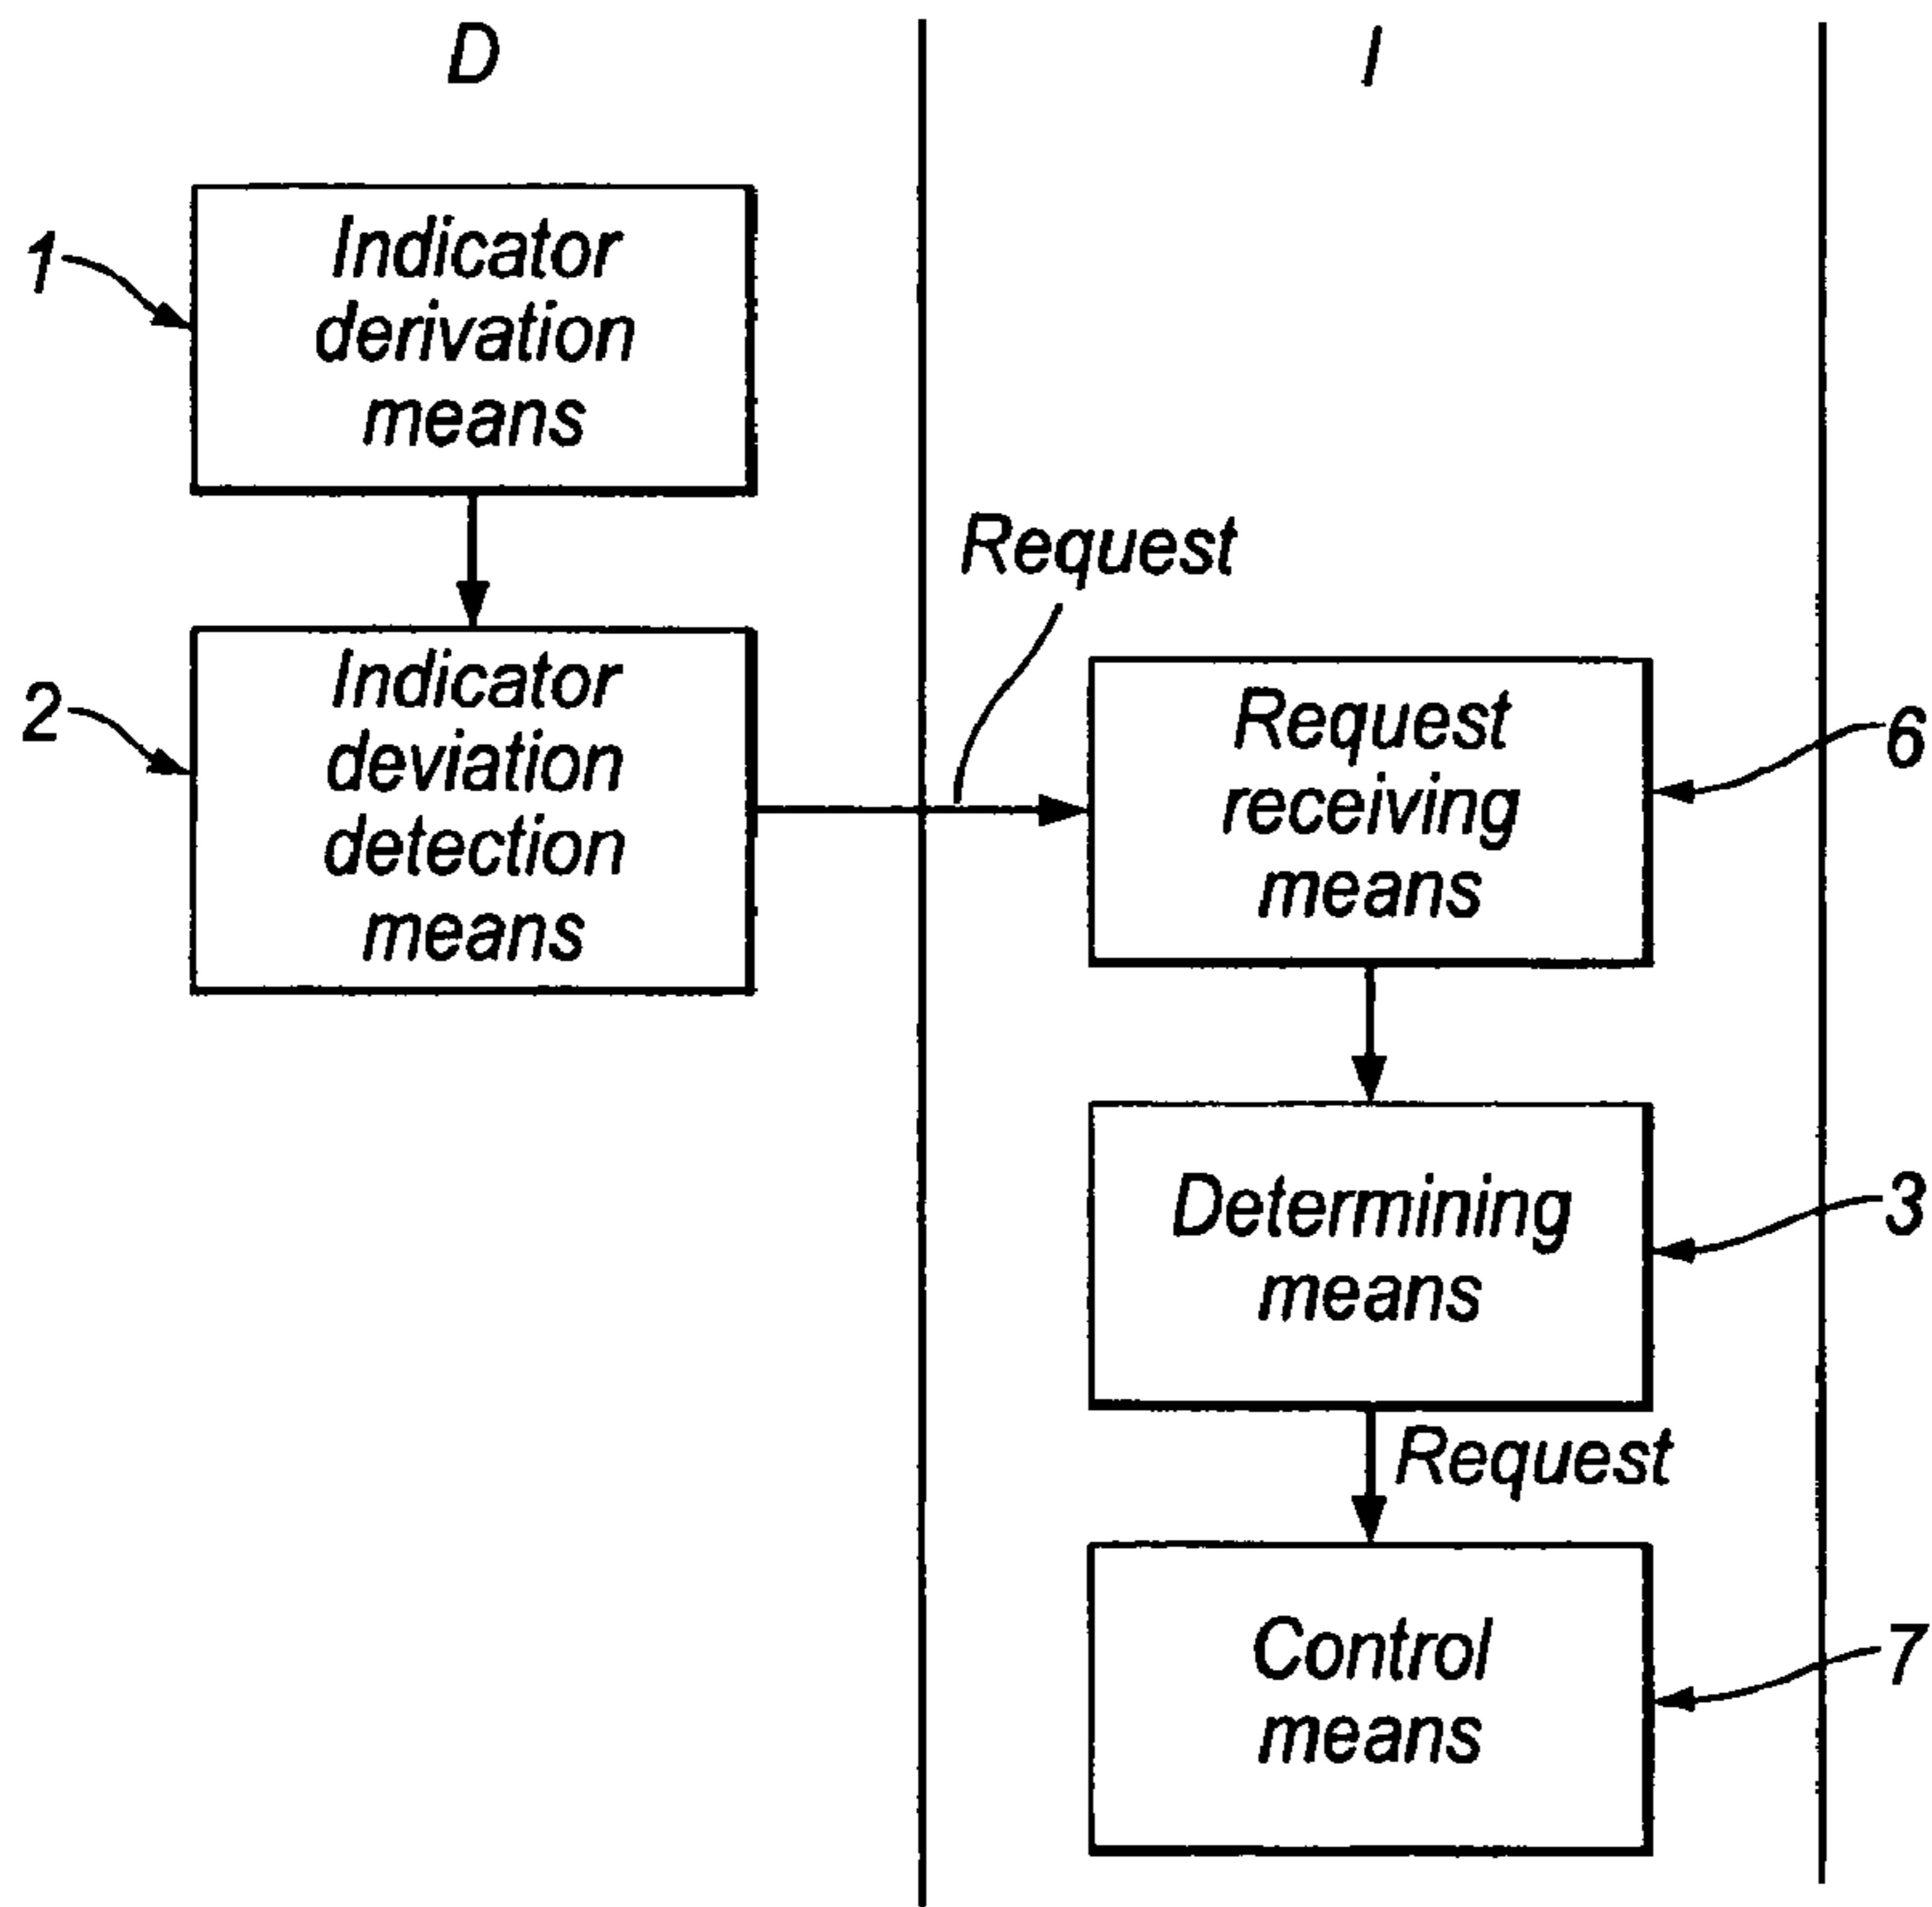 D
I
1
Indicator
derivation
means
Request
2
Indicator
deviation
detection
means
Request
receiving
means
6
Determining
means
3
Request
Control
means
7